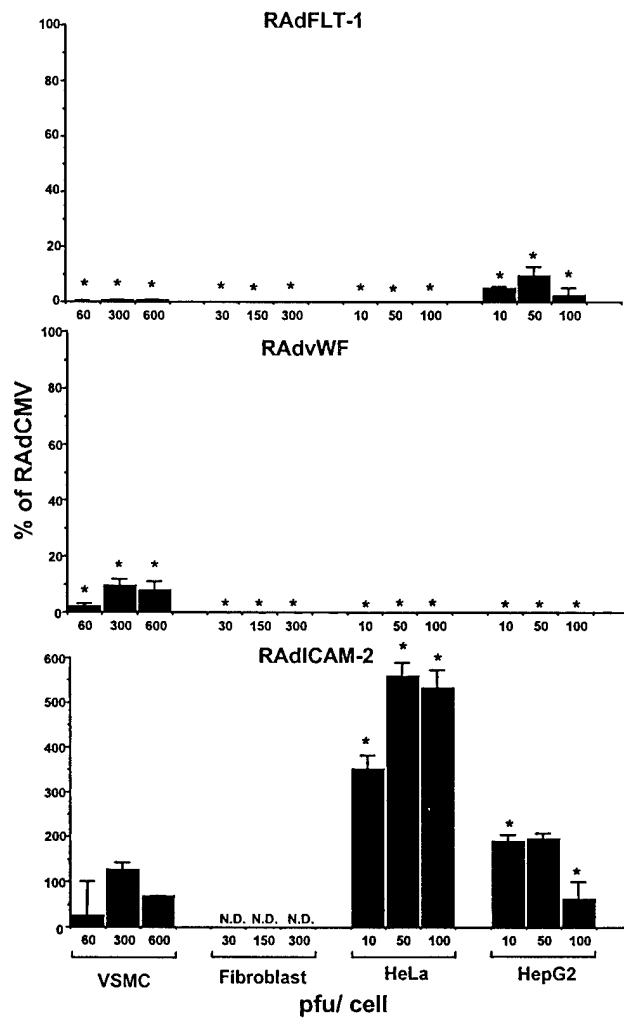 RAdFLT-1
100
80
60
40
20
0
* * * * * * * * * * * *
60 300 600 30 150 300 10 50 100 10 50 100
RAdvWF
% of RAdCMV
100
80
60
40
20
0
* * * * * * * * * * * *
60 300 600 30 150 300 10 50 100 10 50 100
RAdICAM-2
600
500
400
300
200
100
0
* * * * *
N.D. N.D. N.D.
60 300 600 30 150 300 10 50 100 10 50 100
VSMC Fibroblast HeLa HepG2
pfu/ cell